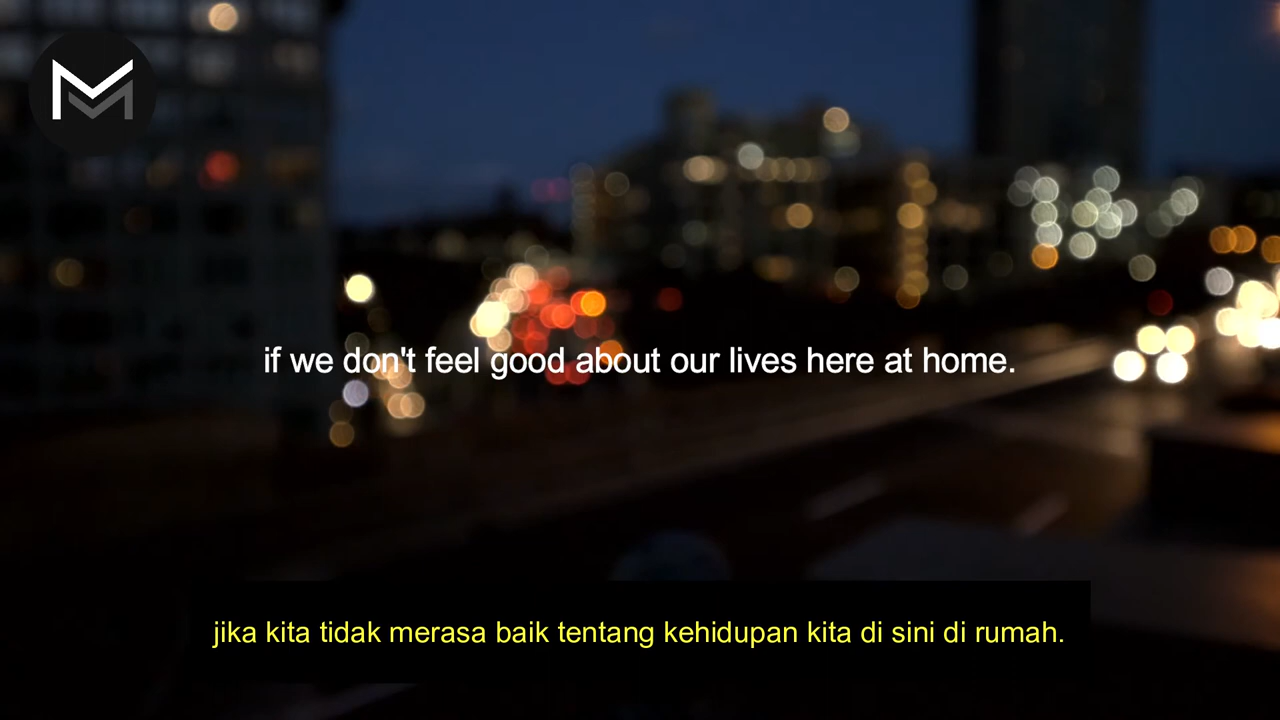 if we don't feel good about our lives here at home.
jika kita tidak merasa baik tentang kehidupan kita di sini di rumah.